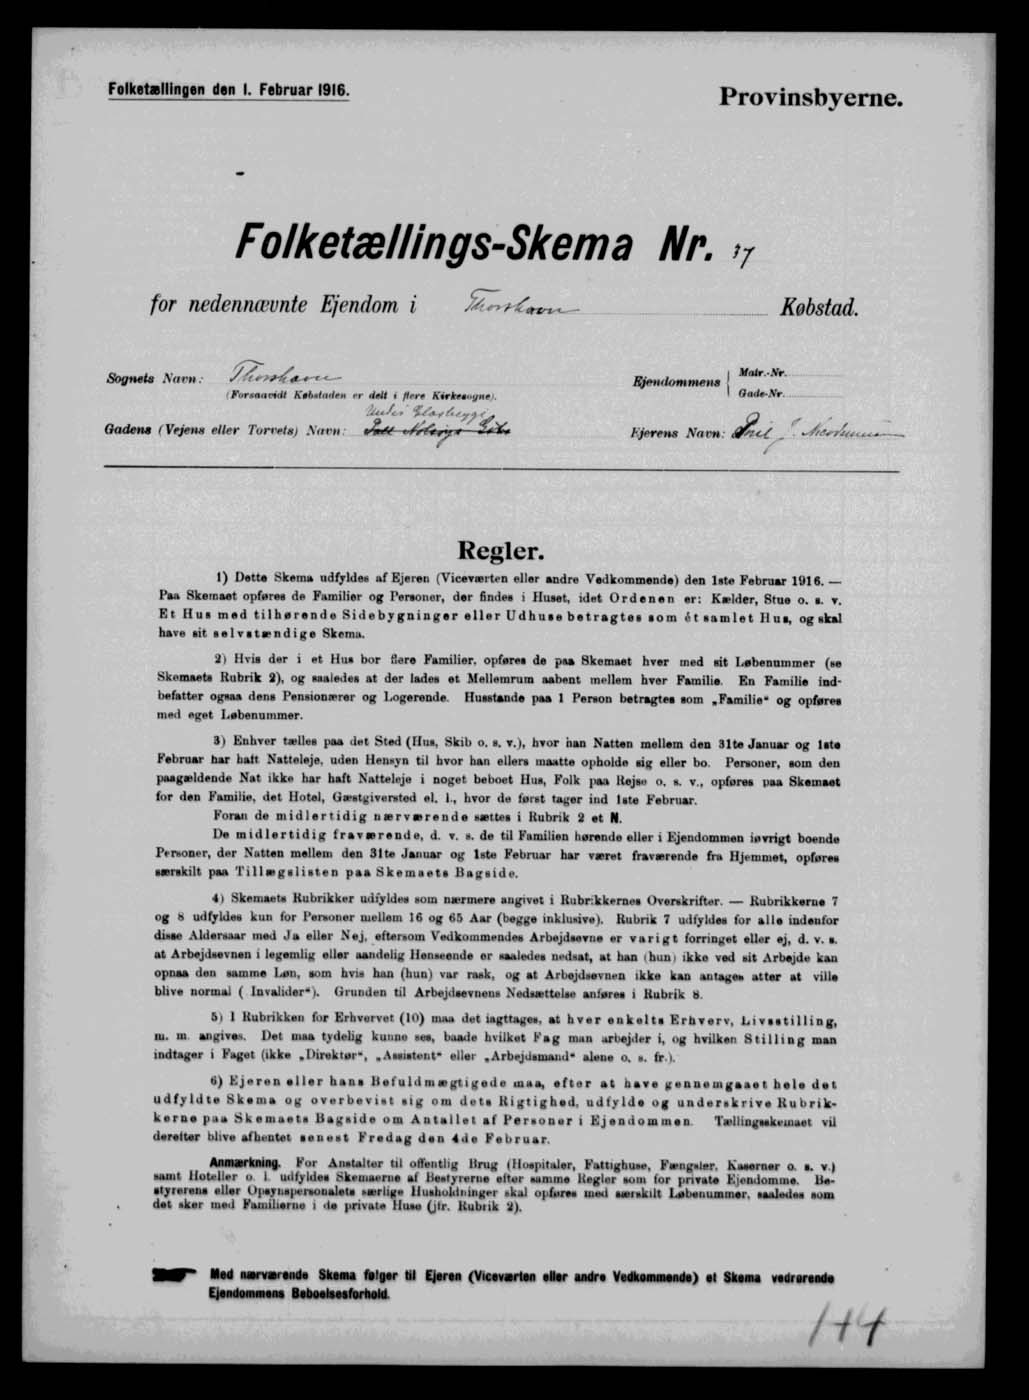 Folketællingen den 1. Februar 1916.
Provinsbyerne.
Folketællings-Skema Nr. 37
for nedennævnte Ejendom i Thorshavn Købstad.
Sognets Navn: Thorshavn
(Forsaavidt Købstaden er delt i flere Kirkesogne).
Ejendommens
Matr.-Nr.
Gade-Nr.
Under
Gadens (Vejens eller Torvets) Navn:
Ejerens Navn: J.
Regler.
1) Dette Skema udfyldes af Ejeren (Viceværten eller andre Vedkommende) den 1ste Februar 1916. —
Paa Skemaet opføres de Familier og Personer, der findes i Huset, idet Ordenen er: Kælder, Stue o. s. v.
Et Hus med tilhørende Sidebygninger eller Udhuse betragtes som ét samlet Hus, og skal
have sit selvstændige Skema.
2) Hvis der i et Hus bor flere Familier, opføres de paa Skemaet hver med sit Løbenummer (se
Skemaets Rubrik 2), og saaledes at der lades et Mellemrum aabent mellem hver Familie. En Familie ind-
befatter ogsaa dens Pensionærer og Logerende. Husstande paa 1 Person betragtes som „Familie“ og opføres
med eget Løbenummer.
3) Enhver tælles paa det Sted (Hus, Skib o. s. v.), hvor han Natten mellem den 31te Januar og 1ste
Februar har haft Natteleje, uden Hensyn til hvor han ellers maatte opholde sig eller bo. Personer, som den
paagældende Nat ikke har haft Natteleje i noget beboet Hus, Folk paa Rejse o. s. v., opføres paa Skemaet
for den Familie, det Hotel, Gæstgiversted el. l., hvor de først tager ind 1ste Februar.
Foran de midlertidig nærværende sættes i Rubrik 2 et N.
De midlertidig fraværende, d. v. s. de til Familien hørende eller i Ejendommen iøvrigt boende
Personer, der Natten mellem den 31te Januar og 1ste Februar har været fraværende fra Hjemmet, opføres
særskilt paa Tillægslisten paa Skemaets Bagside.
4) Skemaets Rubrikker udfyldes som nærmere angivet i Rubrikkernes Overskrifter. — Rubrikkerne 7
og 8 udfyldes kun for Personer mellem 16 og 65 Aar (begge inklusive). Rubrik 7 udfyldes for alle indenfor
disse Aldersaar med Ja eller Nej, eftersom Vedkommendes Arbejdsevne er varigt forringet eller ej, d. v. s.
at Arbejdsevnen i legemlig eller aandelig Henseende er saaledes nedsat, at han (hun) ikke ved sit Arbejde kan
opnaa den samme Løn, som hvis han (hun) var rask, og at Arbejdsevnen ikke kan antages atter at ville
blive normal ( Invalider“). Grunden til Arbejdsevnens Nedsættelse anføres i Rubrik 8.
5) I Rubrikken for Erhvervet (10) maa det iagttages, at hver enkelts Erhverv, Livsstilling,
m. m. angives. Det maa tydelig kunne ses, baade hvilket Fag man arbejder i, og hvilken Stilling man
indtager i Faget (ikke „Direktør“, „Assistent“ eller „Arbejdsmand“ alene o. s. fr.).
6) Ejeren eller hans Befuldmægtigede maa, efter at have gennemgaaet hele det
udfyldte Skema og overbevist sig om dets Rigtighed, udfylde og underskrive Rubrik-
kerne paa Skemaets Bagside om Antallet af Personer i Ejendommen. Tællingsskemaet vil
derefter blive afhentet senest Fredag den 4de Februar.
Anmærkning. For Anstalter til offentlig Brug (Hospitaler, Fattighuse, Fængsler, Kaserner o. s. v.)
samt Hoteller o. l. udfyldes Skemaerne af Bestyrerne efter samme Regler som for private Ejendomme. Be-
styrerens eller Opsynspersonalets særlige Husholdninger skal opføres med særskilt Løbenummer, saaledes som
det sker med Familierne i de private Huse (jfr. Rubrik 2).
Med nærværende Skema følger til Ejeren (Viceværten eller andre Vedkommende) et Skema vedrørende
Ejendommens Beboelsesforhold.
144